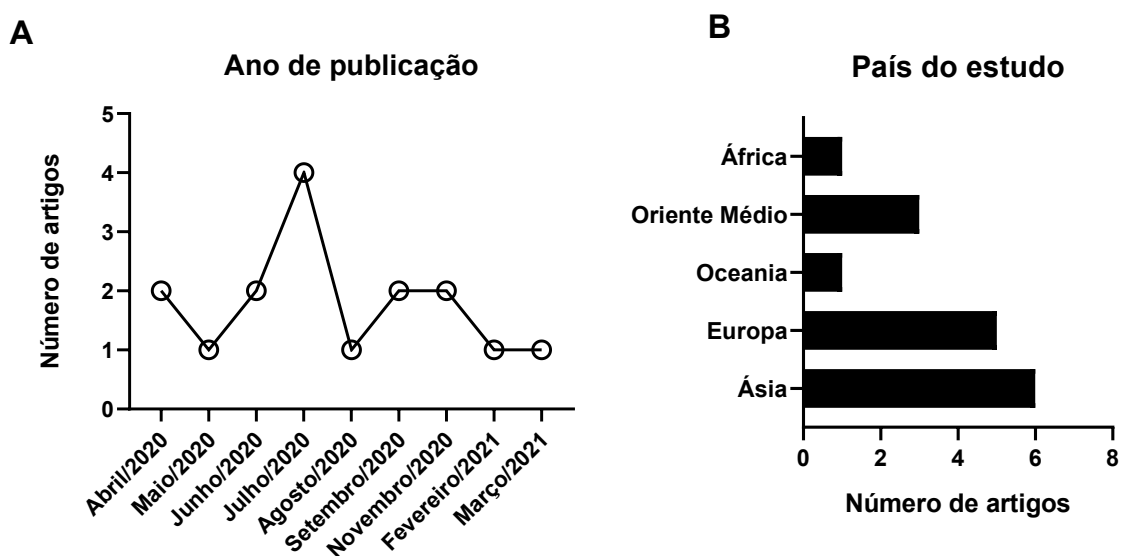 A
Ano de publicação
Número de artigos
5
4
3
2
1
0
Abril/2020
Maio/2020
Junho/2020
Julho/2020
Agosto/2020
Setembro/2020
Novembro/2020
Fevereiro/2021
Março/2021
B
País do estudo
África
Oriente Médio
Oceania
Europa
Ásia
0 2 4 6 8
Número de artigos